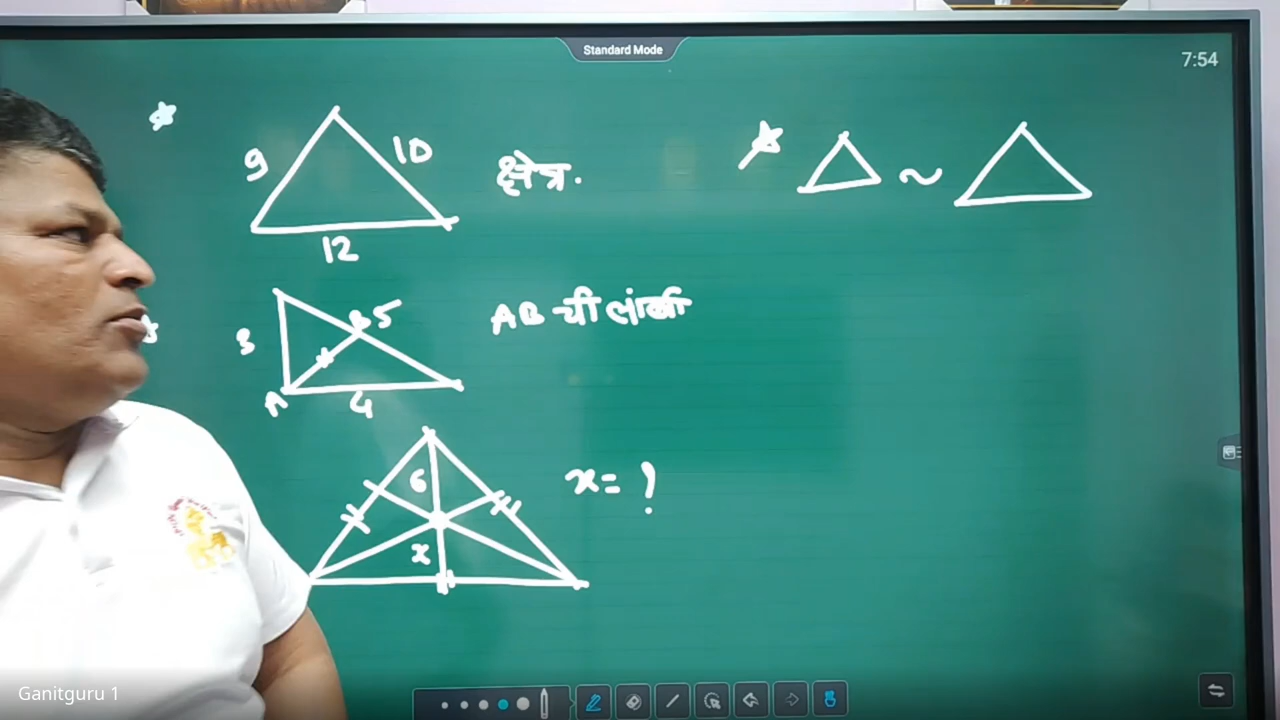 Standard Mode
7:54
9
10
क्षेत्र.
12
~
3
B 5
AB ची लांबी
A
4
6
x = ?
x
Ganitguru 1